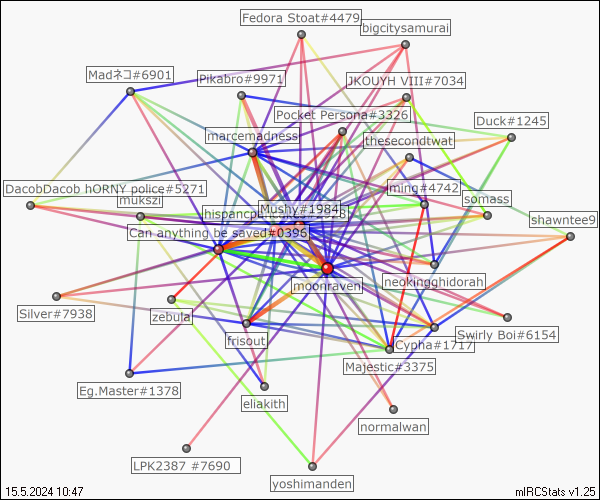 Fedora Stoat#4479
bigcitysamurai
Madネコ#6901
Pikabro#9971
JKOUYH VIII#7034
Pocket Persona#3326
Duck#1245
marcemadness
thesecondtwat
DacobDacob hORNY police#5271
ming#4742
mukszi
somass
Mushy#1984
shawntee9
Can anything be saved#0396
moonraven
neokingghidorah
Silver#7938
zebula
frisout
Swirly Boi#6154
Cypha#1717
Majestic#3375
Eg.Master#1378
eliakith
normalwan
LPK2387 #7690
yoshimanden
15.5.2024 10:47
mIRCStats v1.25